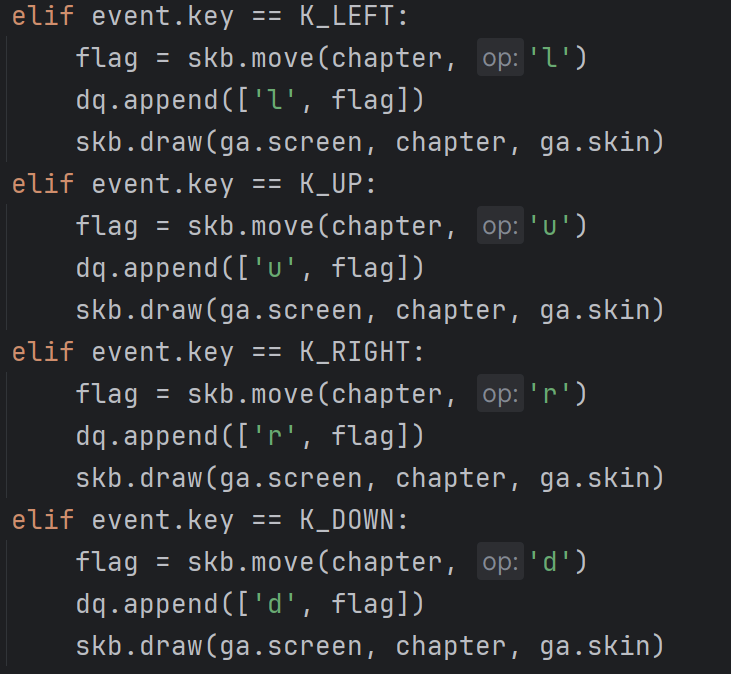 elif event.key == K_LEFT:
flag = skb.move(chapter, op:'l')
dq.append(['l', flag])
skb.draw(ga.screen, chapter, ga.skin)
elif event.key == K_UP:
flag = skb.move(chapter, op:'u')
dq.append(['u', flag])
skb.draw(ga.screen, chapter, ga.skin)
elif event.key == K_RIGHT:
flag = skb.move(chapter, op:'r')
dq.append(['r', flag])
skb.draw(ga.screen, chapter, ga.skin)
elif event.key == K_DOWN:
flag = skb.move(chapter, op:'d')
dq.append(['d', flag])
skb.draw(ga.screen, chapter, ga.skin)